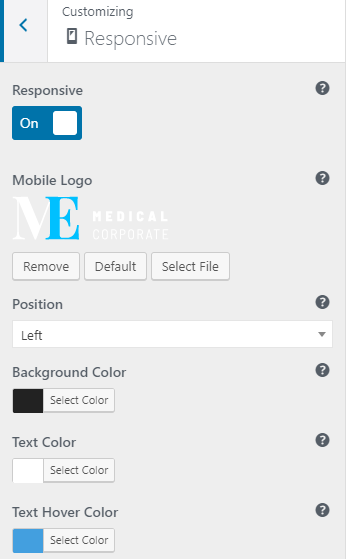 Customizing
Responsive
Responsive
On
Mobile Logo
ME MEDICAL
CORPORATE
Remove Default Select File
Position
Left
Background Color
Select Color
Text Color
Select Color
Text Hover Color
Select Color